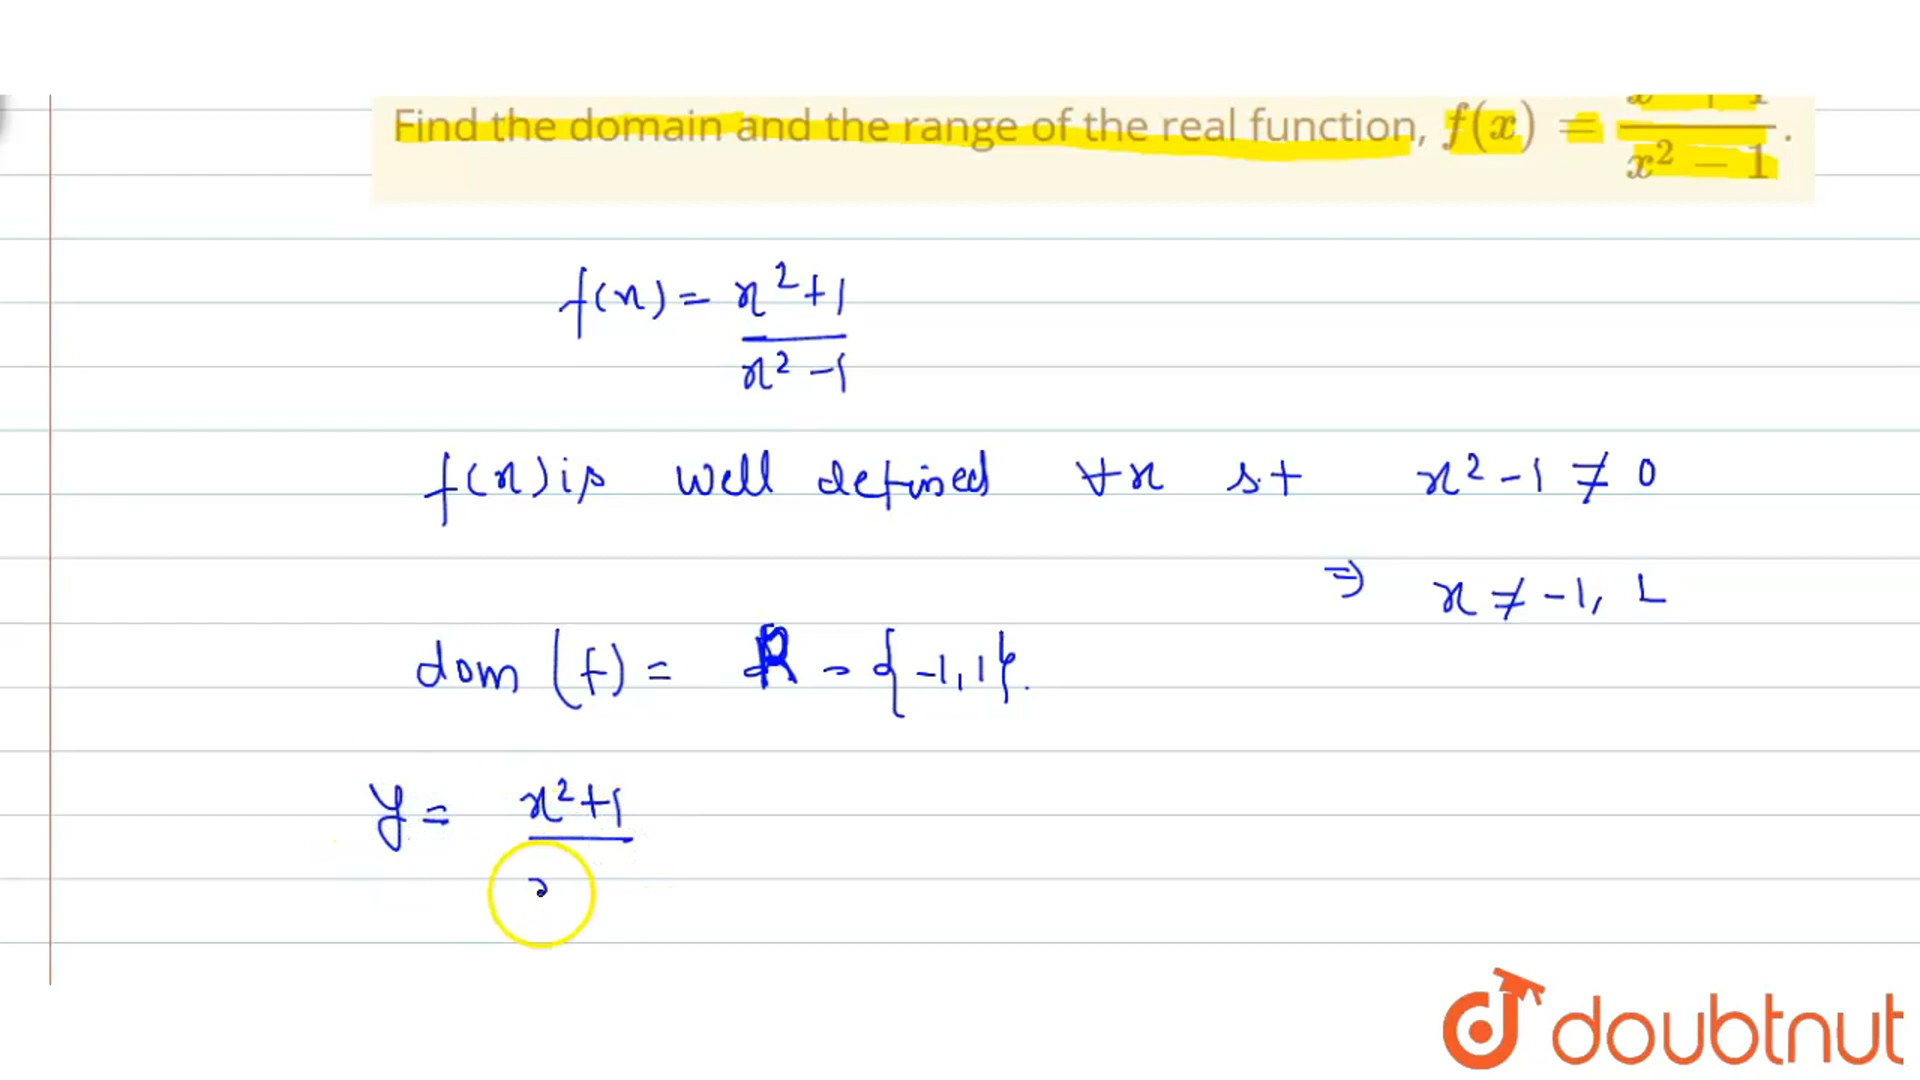 Find the domain and the range of the real function, f(x) = x² + 1 / x² − 1 .
f(x) = x² + 1
x² − 1
f(x) is well defined ∀x s.t x² − 1 ≠ 0
⇒ x ≠ −1, 1
dom (f) = R − {−1, 1}.
y = x² + 1
doubtnut